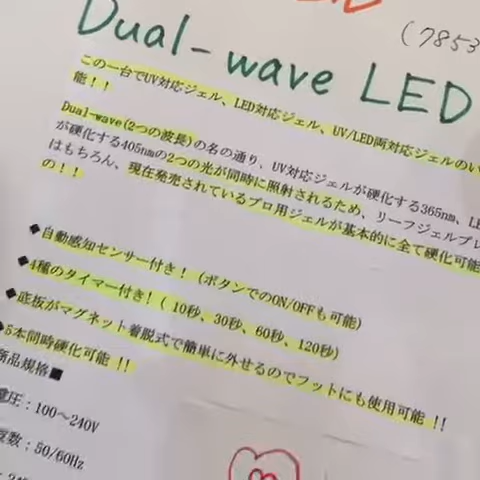 (7853
Dual-wave LED
この一台でUV対応ジェル、LED対応ジェル、UV/LED両対応ジェルのい
能！！
Dual-wave(2つの波長)の名の通り、UV対応ジェルが硬化する365nm、LE
が硬化する405nmの2つの光が同時に照射されるため、リーフジェルプレ
はもちろん、現在発売されているプロ用ジェルが基本的に全て硬化可能
の！！
◆自動感知センサー付き！(ボタンでのON/OFFも可能)
◆4種のタイマー付き！( 10秒、30秒、60秒、120秒)
◆底板がマグネット着脱式で簡単に外せるのでフットにも使用可能 !!
◆5本同時硬化可能 !!
商品規格■
電圧：100～240V
波数：50/60Hz